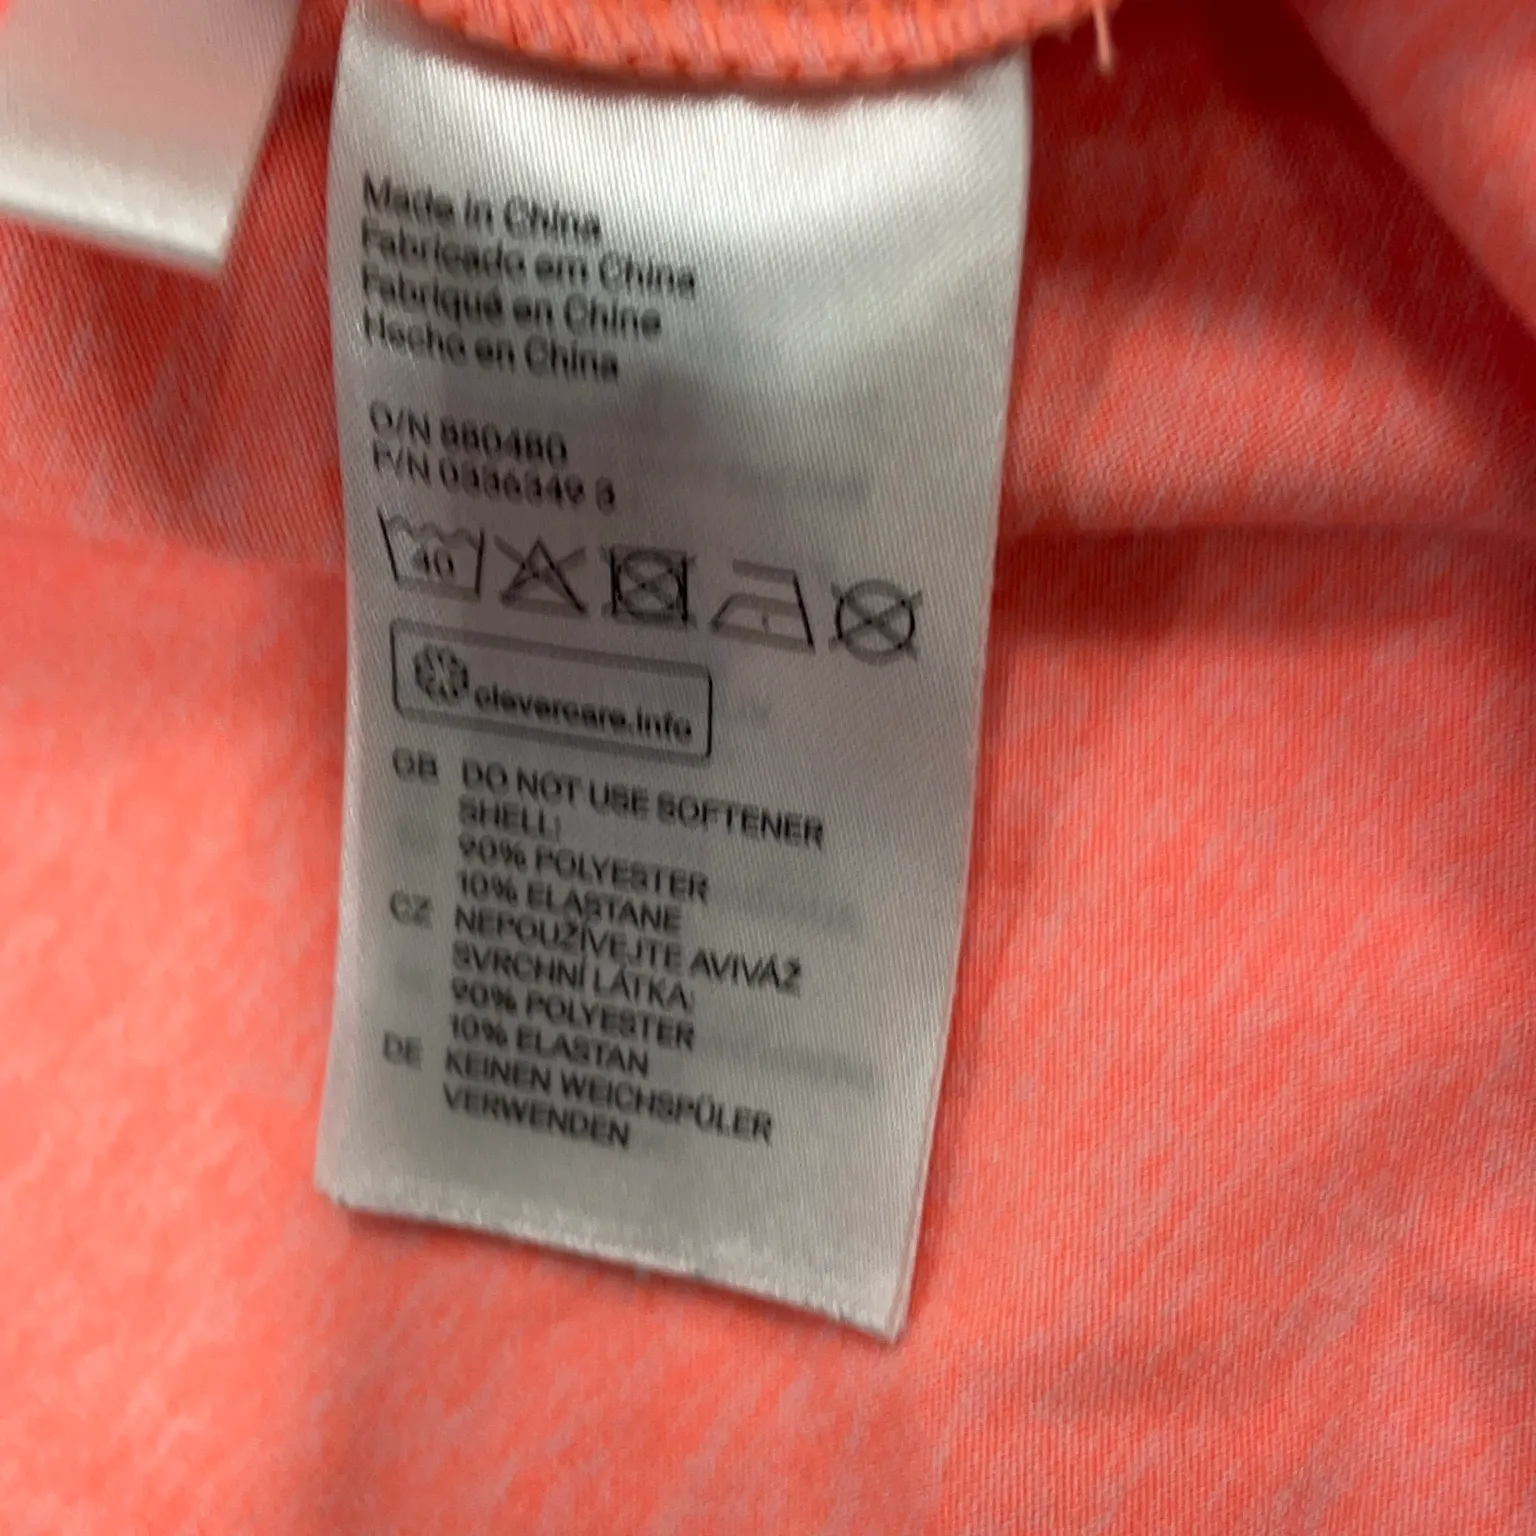 Made in China
Fabricado em China
Fabriqué en Chine
Hecho en China
O/N 880480
P/N 0336349 3
40
clevercare.info
GB DO NOT USE SOFTENER
SHELL:
90% POLYESTER
10% ELASTANE
CZ NEPOUŽÍVEJTE AVIVÁŽ
SVRCHNÍ LÁTKA:
90% POLYESTER
10% ELASTAN
DE KEINEN WEICHSPÜLER
VERWENDEN